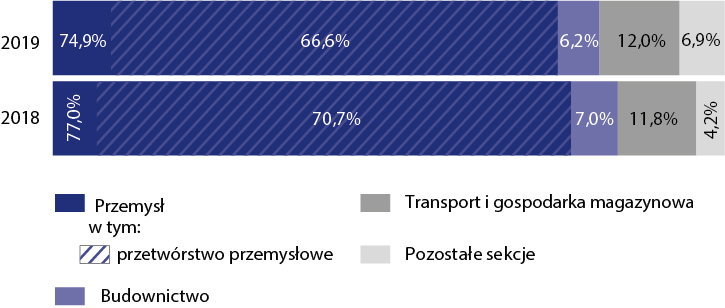 2019 74,9% 66,6% 6,2% 12,0% 6,9%
2018 77,0% 70,7% 7,0% 11,8% 4,2%
Przemysł
w tym:
przetwórstwo przemysłowe
Budownictwo
Transport i gospodarka magazynowa
Pozostałe sekcje